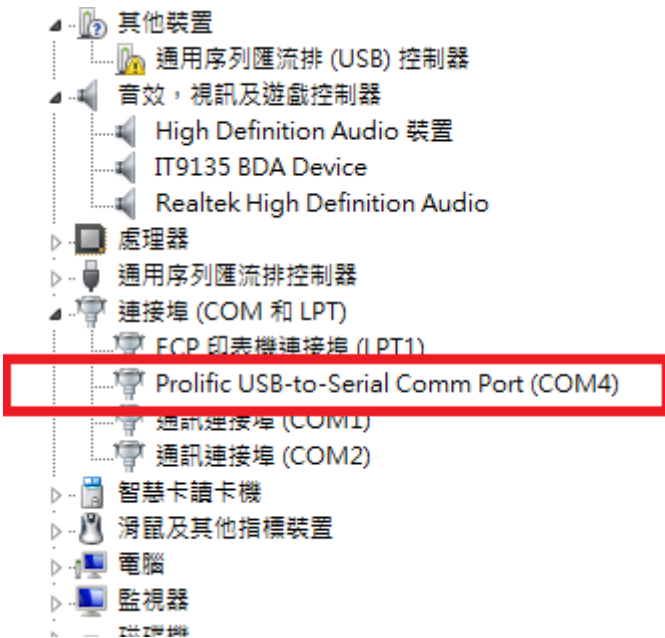 其他裝置
通用序列匯流排 (USB) 控制器
音效，視訊及遊戲控制器
High Definition Audio 裝置
IT9135 BDA Device
Realtek High Definition Audio
處理器
通用序列匯流排控制器
連接埠 (COM 和 LPT)
ECP 印表機連接埠 (LPT1)
Prolific USB-to-Serial Comm Port (COM4)
通訊連接埠 (COM1)
通訊連接埠 (COM2)
智慧卡讀卡機
滑鼠及其他指標裝置
電腦
監視器
磁碟機